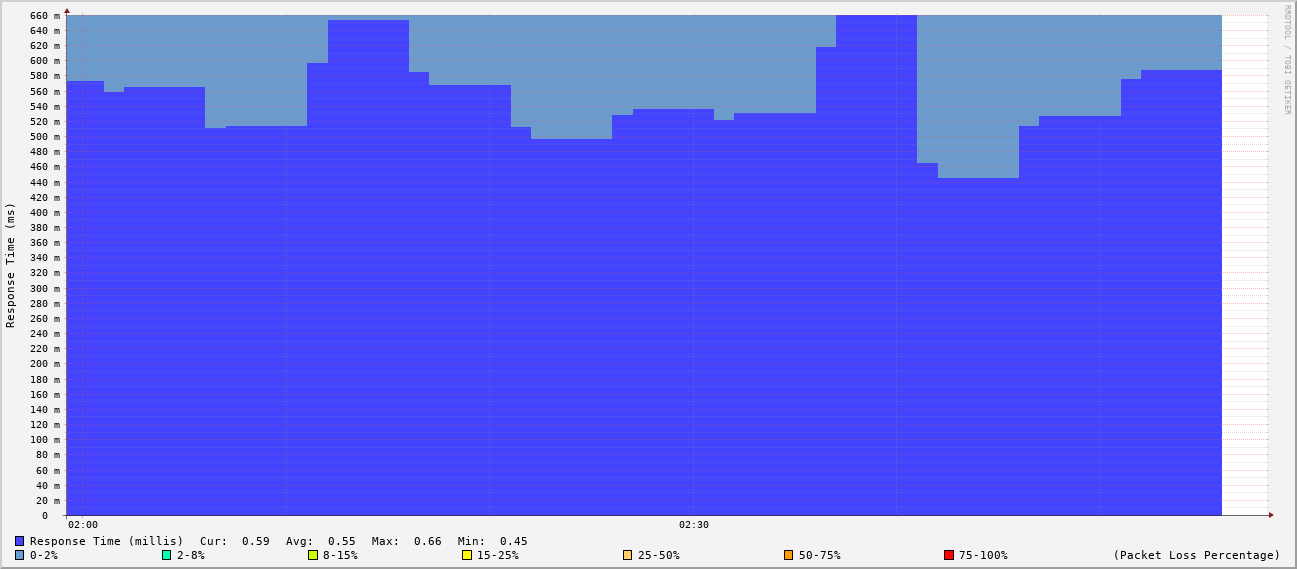 RRDTOOL / TOBI OETIKER
Response Time (ms)
660 m
640 m
620 m
600 m
580 m
560 m
540 m
520 m
500 m
480 m
460 m
440 m
420 m
400 m
380 m
360 m
340 m
320 m
300 m
280 m
260 m
240 m
220 m
200 m
180 m
160 m
140 m
120 m
100 m
80 m
60 m
40 m
20 m
0
02:00 02:30
Response Time (millis) Cur: 0.59 Avg: 0.55 Max: 0.66 Min: 0.45
0-2% 2-8% 8-15% 15-25% 25-50% 50-75% 75-100% (Packet Loss Percentage)